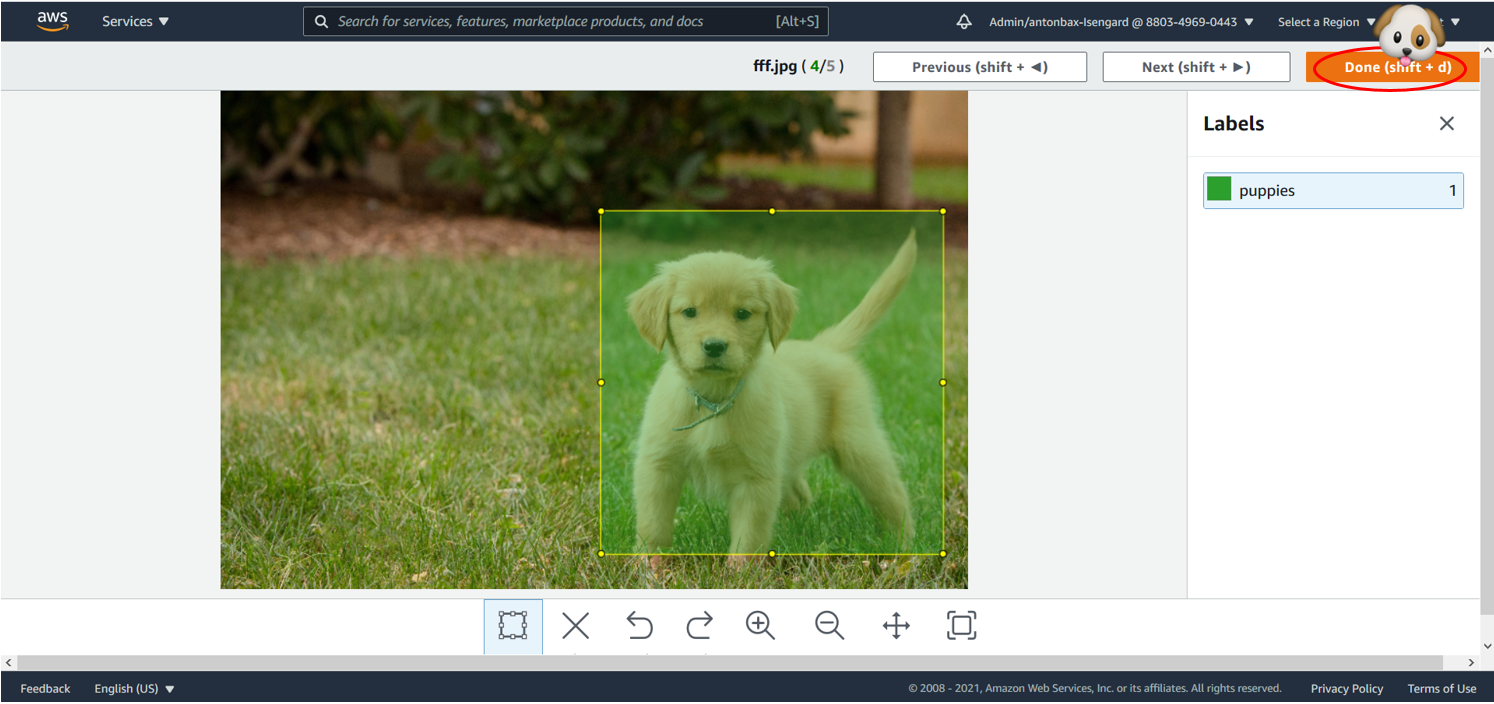 aws
Services ▼
Search for services, features, marketplace products, and docs [Alt+S]
Admin/antonbax-Isengard @ 8803-4969-0443 ▼
Select a Region ▼
fff.jpg ( 4/5 )
Previous (shift + ◀)
Next (shift + ▶)
Done (shift + d)
Labels
puppies 1
Feedback
English (US) ▼
© 2008 - 2021, Amazon Web Services, Inc. or its affiliates. All rights reserved.
Privacy Policy
Terms of Use